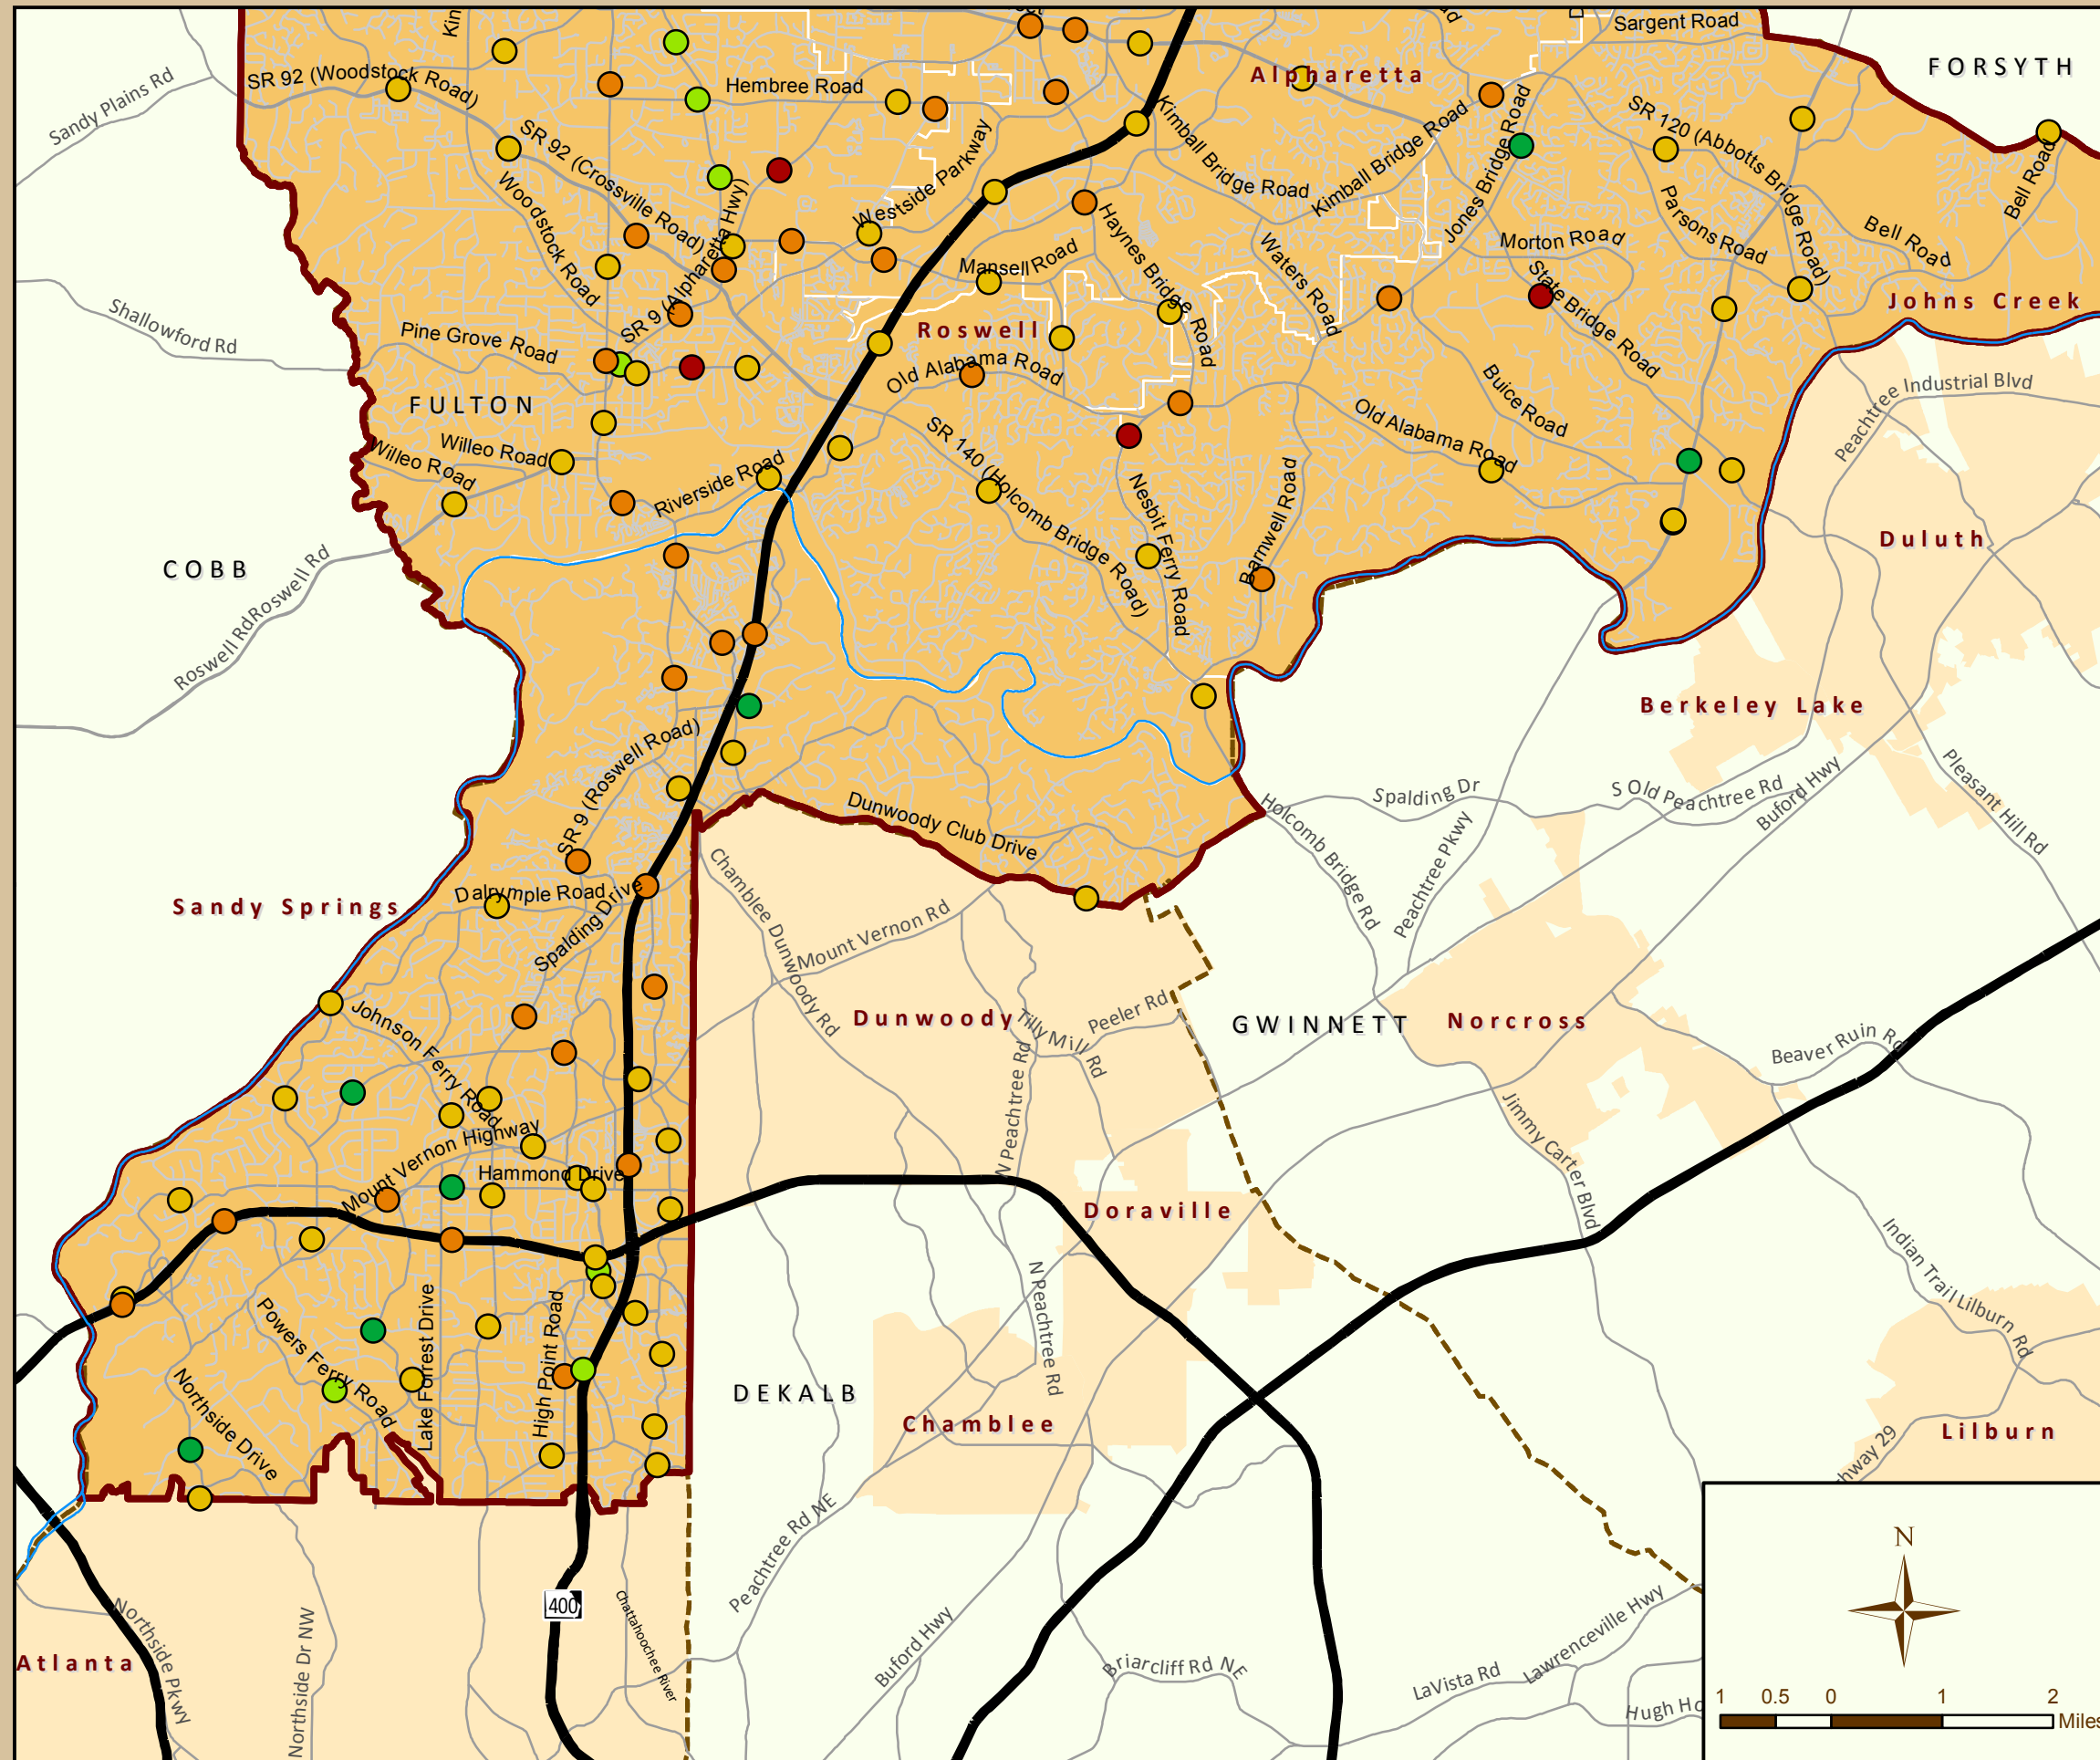 Kin
Sargent Road
FORSYTH
Alpharetta
Sandy Plains Rd
SR 92 (Woodstock Road)
Hembree Road
Kimball Bridge Road
Kimball Bridge Road
Jones Bridge Road
SR 120 (Abbotts Bridge Road)
SR 92 (Crossville Road)
Westside Parkway
Woodstock Road
SR 9 (Alpharetta Hwy)
Haynes Bridge Road
Mansell Road
Waters Road
Morton Road
Parsons Road
Bell Road
Bell Road
State Bridge Road
Johns Creek
Shallowford Rd
Pine Grove Road
Roswell
Old Alabama Road
Peachtree Industrial Blvd
FULTON
Buice Road
Old Alabama Road
Willeo Road
Willeo Road
Riverside Road
SR 140 (Holcomb Bridge Road)
Nesbit Ferry Road
Barnwell Road
Duluth
COBB
Roswell Rd
Roswell Rd
Berkeley Lake
SR 9 (Roswell Road)
Dunwoody Club Drive
Holcomb Bridge Rd
Spalding Dr
Peachtree Pkwy
S Old Peachtree Rd
Buford Hwy
Pleasant Hill Rd
Sandy Springs
Dalrymple Road
Spalding Drive
Chamblee Dunwoody Rd
Mount Vernon Rd
Johnson Ferry Road
Dunwoody
Tilly Mill Rd
Peeler Rd
N Peachtree Rd
GWINNETT
Norcross
Beaver Ruin Rd
Jimmy Carter Blvd
Mount Vernon Highway
Hammond Drive
Doraville
Indian Trail Lilburn Rd
N Peachtree Rd
Powers Ferry Road
Lake Forrest Drive
High Point Road
Northside Drive
DEKALB
Chamblee
Lilburn
hway 29
Peachtree Rd NE
400
Chattahoochee River
Northside Pkwy
Northside Dr NW
Atlanta
Buford Hwy
Briarcliff Rd NE
LaVista Rd
Lawrenceville Hwy
Hugh Ho
N
1 0.5 0 1 2
Miles